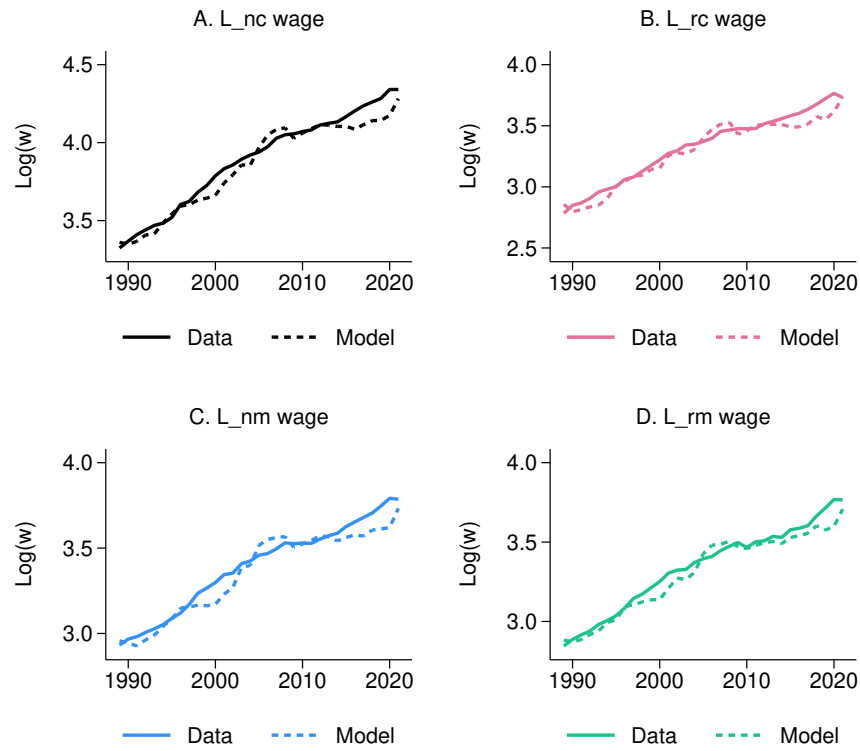 A. L_nc wage
B. L_rc wage
4.5
4.0
3.5
Log(w)
1990 2000 2010 2020
Data Model
4.0
3.5
3.0
2.5
Log(w)
1990 2000 2010 2020
Data Model
C. L_nm wage
D. L_rm wage
4.0
3.5
3.0
Log(w)
1990 2000 2010 2020
Data Model
4.0
3.5
3.0
Log(w)
1990 2000 2010 2020
Data Model